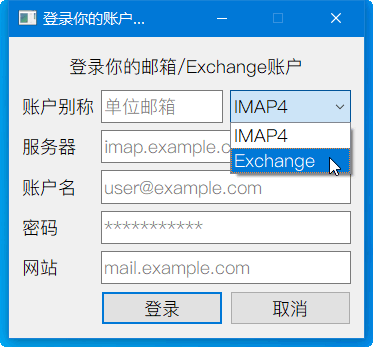 登录你的账户...
登录你的邮箱/Exchange账户
账户别称 单位邮箱 IMAP4
IMAP4
服务器 imap.example.c
Exchange
账户名 user@example.com
密码 ***********
网站 mail.example.com
登录 取消